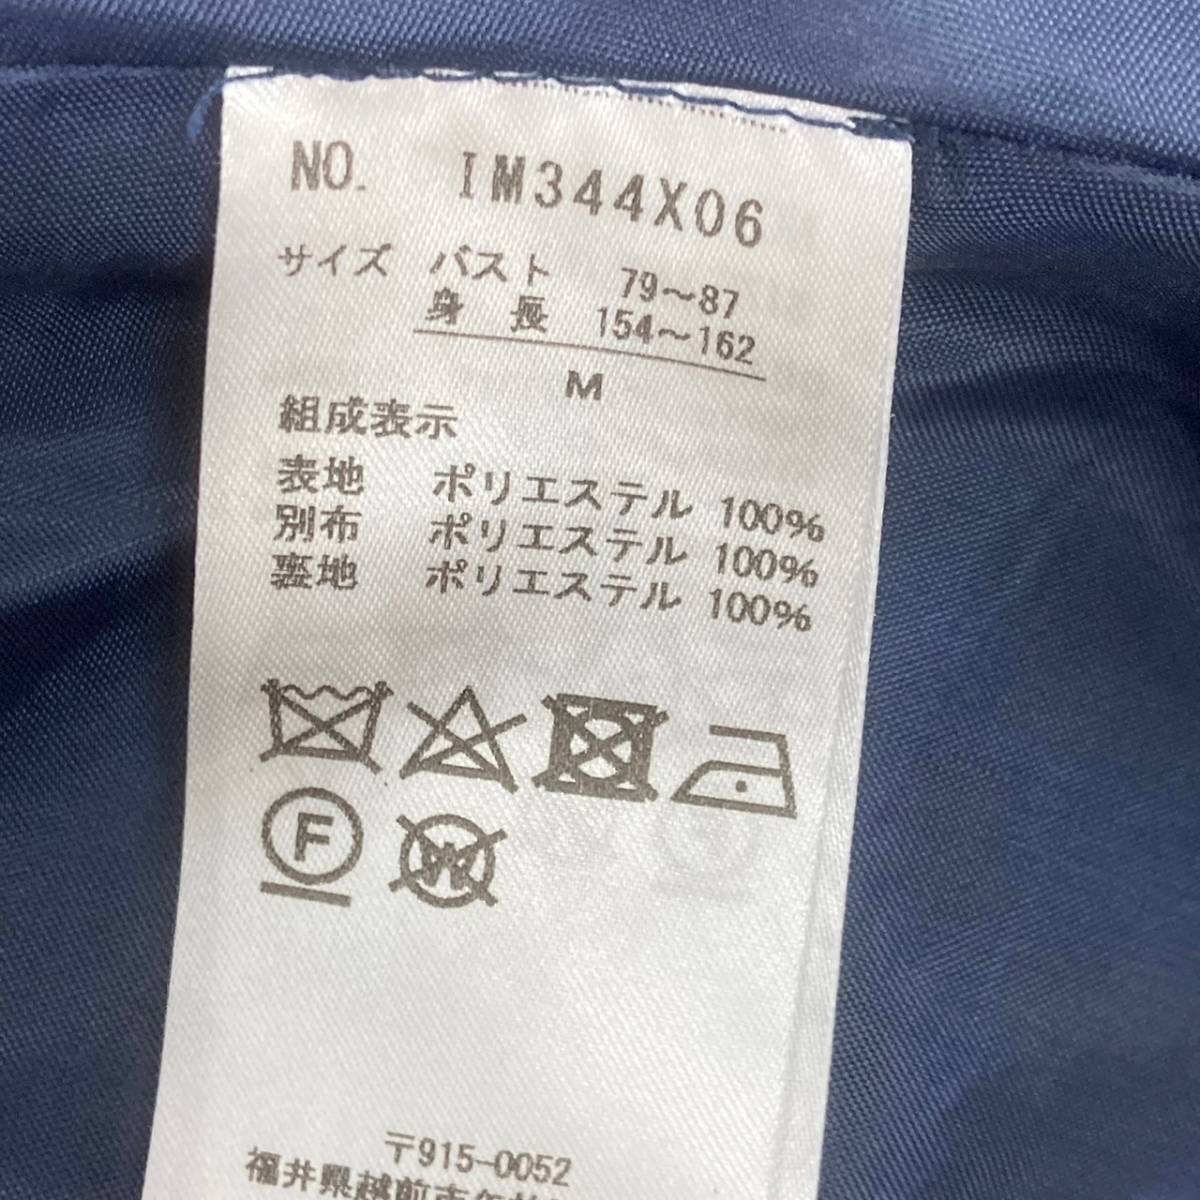 NO. IM344X06
サイズ バスト 79~87
身長 154~162
M
組成表示
表地 ポリエステル 100%
別布 ポリエステル 100%
裏地 ポリエステル 100%
F
W
〒915-0052
福井県越前市矢放